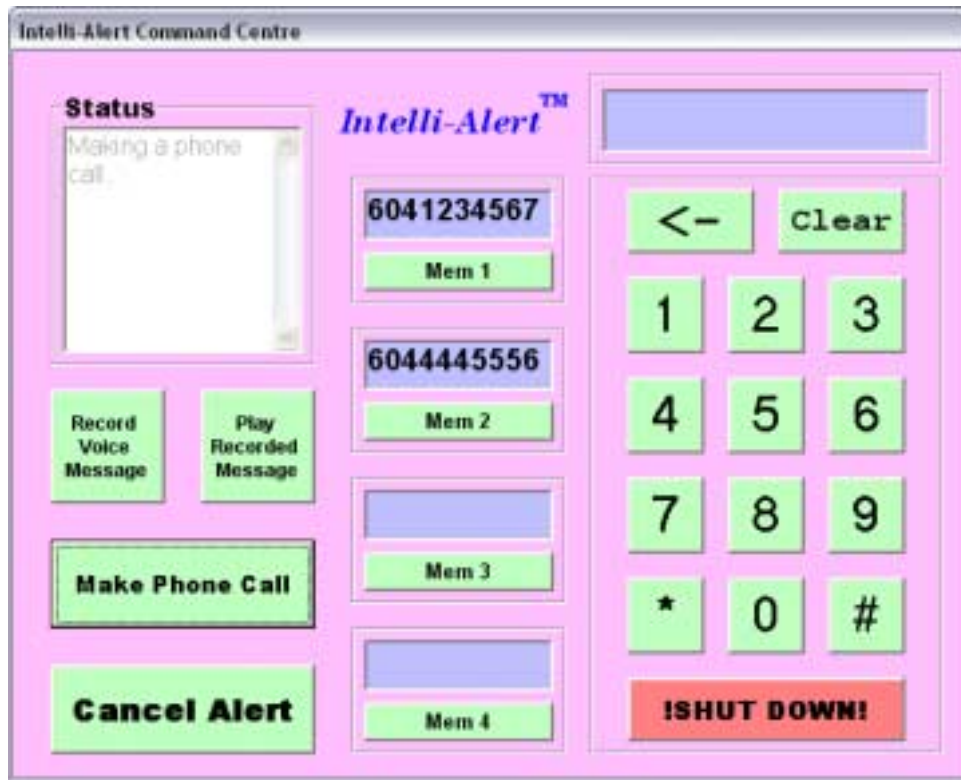 Intelli-Alert Command Centre
Status
Making a phone
call.
Record
Voice
Message
Play
Recorded
Message
Make Phone Call
Cancel Alert
Intelli-Alert™
6041234567
Mem 1
6044445556
Mem 2
Mem 3
Mem 4
<- Clear
1 2 3
4 5 6
7 8 9
* 0 #
!SHUT DOWN!